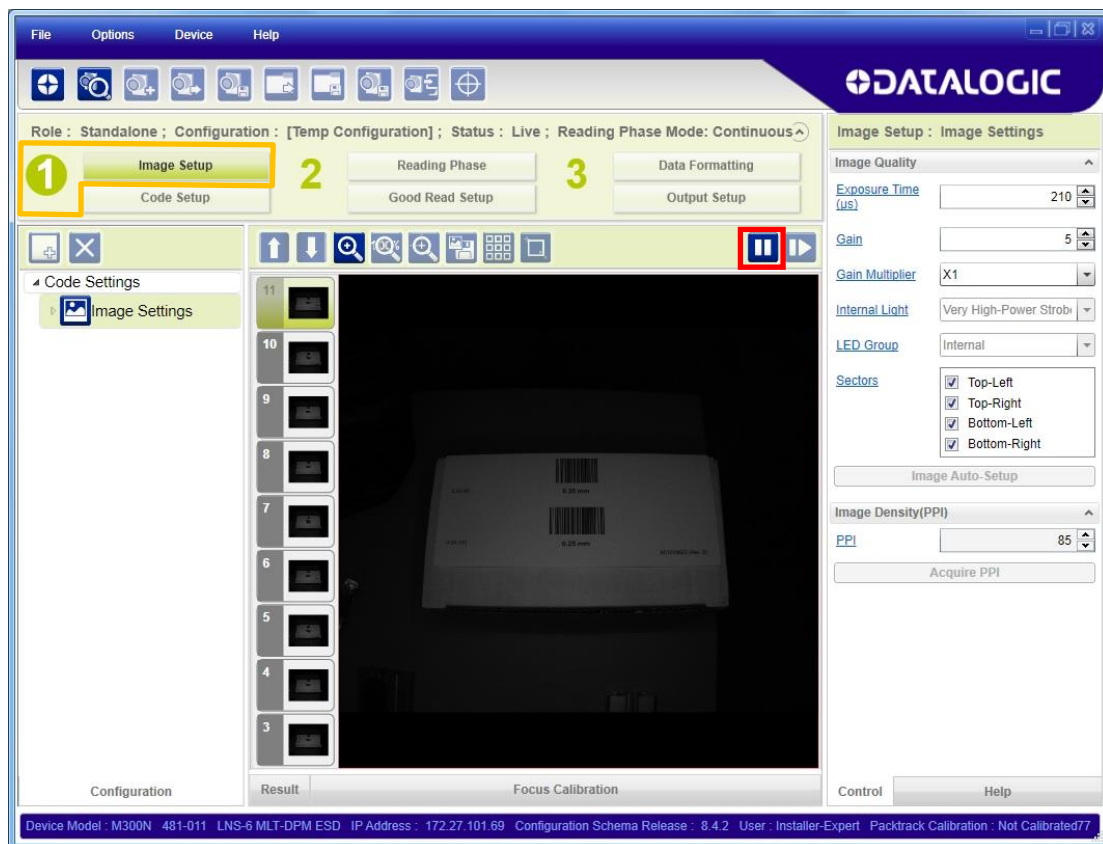 File Options Device Help
DATALOGIC
Role : Standalone ; Configuration : [Temp Configuration] ; Status : Live ; Reading Phase Mode: Continuous
1 Image Setup
Code Setup
2 Reading Phase
Good Read Setup
3 Data Formatting
Output Setup
Code Settings
Image Settings
Configuration
100%
11
10
9
8
7
6
5
4
3
0.35 mm
0.25 mm
Result Focus Calibration
Image Setup : Image Settings
Image Quality
Exposure Time (µs) 210
Gain 5
Gain Multiplier X1
Internal Light Very High-Power Strobe
LED Group Internal
Sectors Top-Left
Top-Right
Bottom-Left
Bottom-Right
Image Auto-Setup
Image Density(PPI)
PPI 85
Acquire PPI
Control Help
Device Model : M300N 481-011 LNS-6 MLT-DPM ESD IP Address : 172.27.101.69 Configuration Schema Release : 8.4.2 User : Installer-Expert Packtrack Calibration : Not Calibrated77